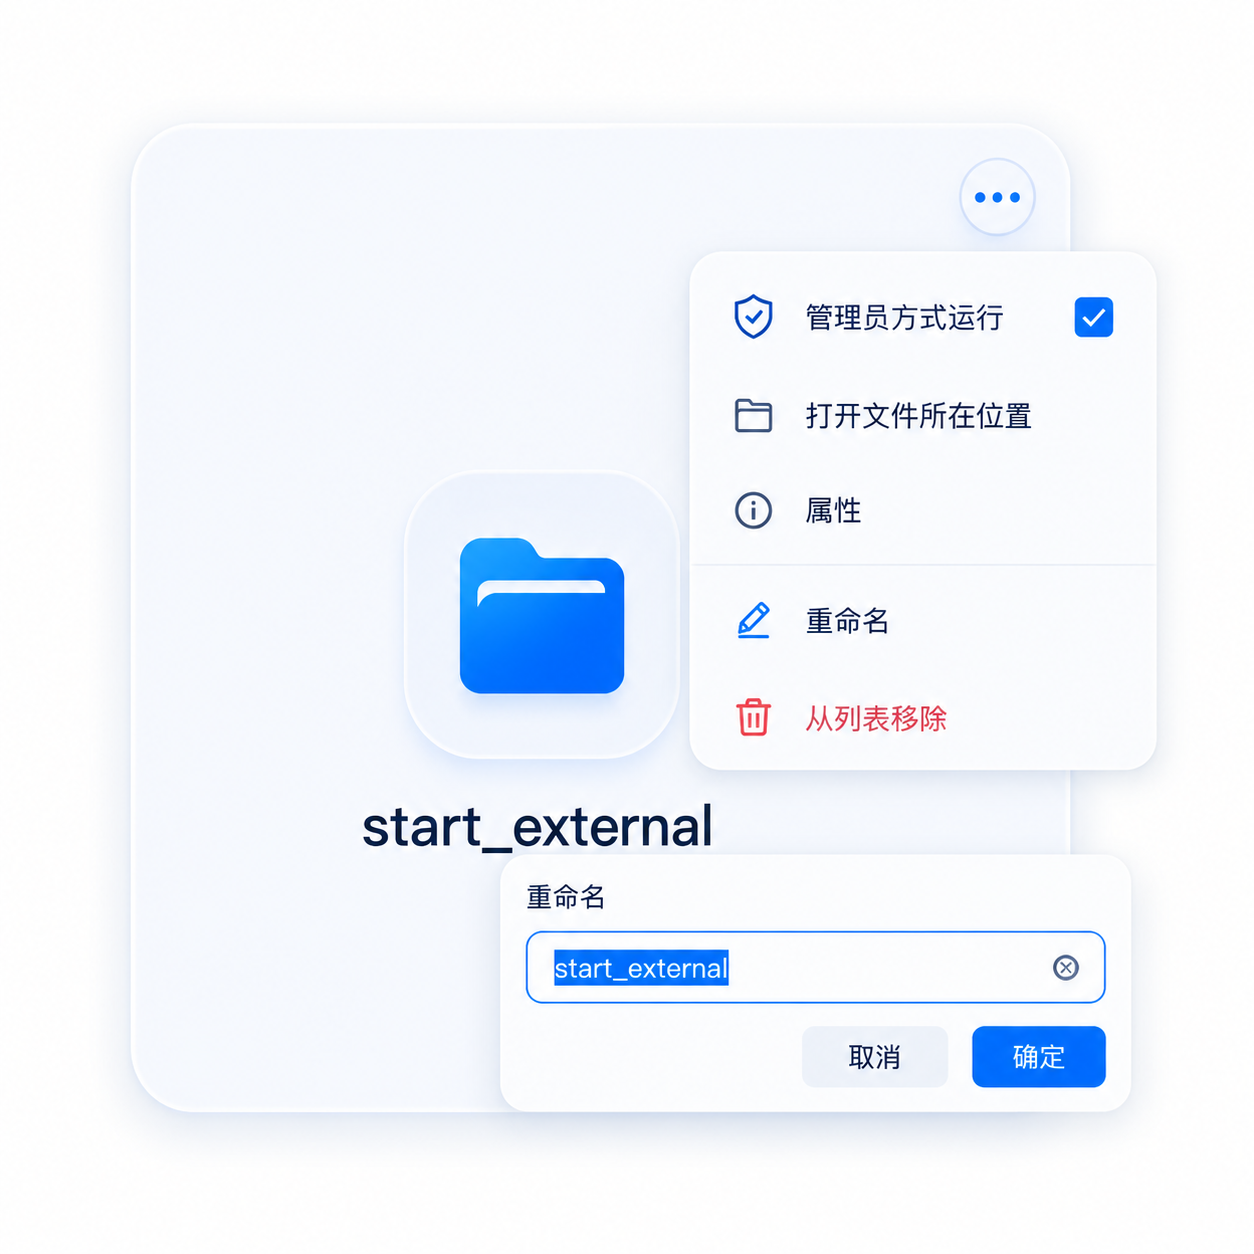 管理员方式运行
打开文件所在位置
属性
重命名
从列表移除
start_external
重命名
start_external
取消
确定